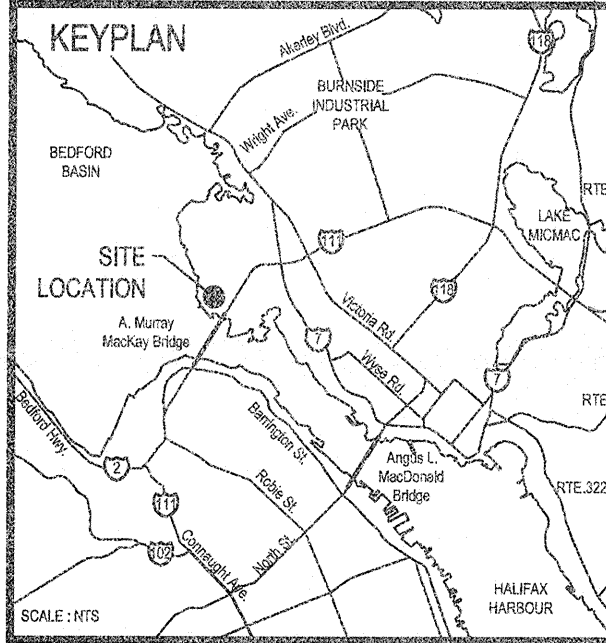 KEYPLAN
Akerley Blvd.
118
BURNSIDE
INDUSTRIAL
PARK
Wright Ave.
BEDFORD
BASIN
RTE
LAKE
MICMAC
111
SITE
LOCATION
118
Victoria Rd.
A. Murray
MacKay Bridge
7
Wyse Rd.
7
RTE
Bedford Hwy.
Barrington St.
2
Angus L.
MacDonald
Bridge
Robie St.
RTE.322
111
North St.
102
Connaught Ave.
HALIFAX
HARBOUR
SCALE : NTS